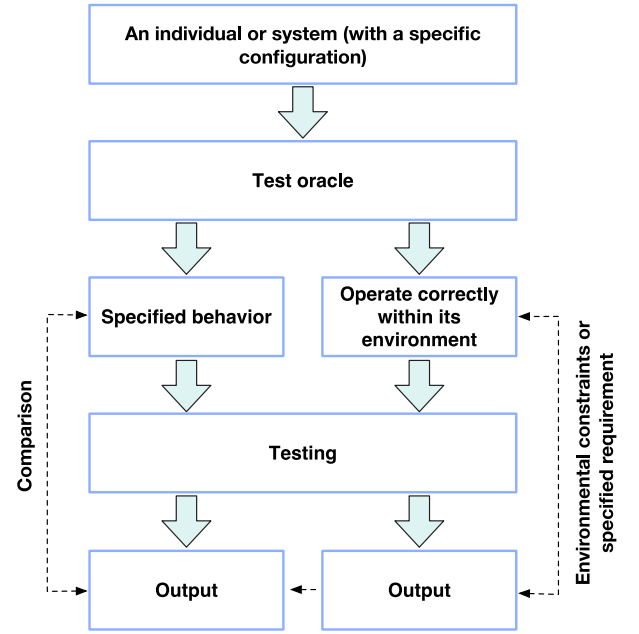 An individual or system (with a specific
configuration)
Test oracle
Specified behavior
Operate correctly
within its
environment
Comparison
Environmental constraints or
specified requirement
Testing
Output
Output